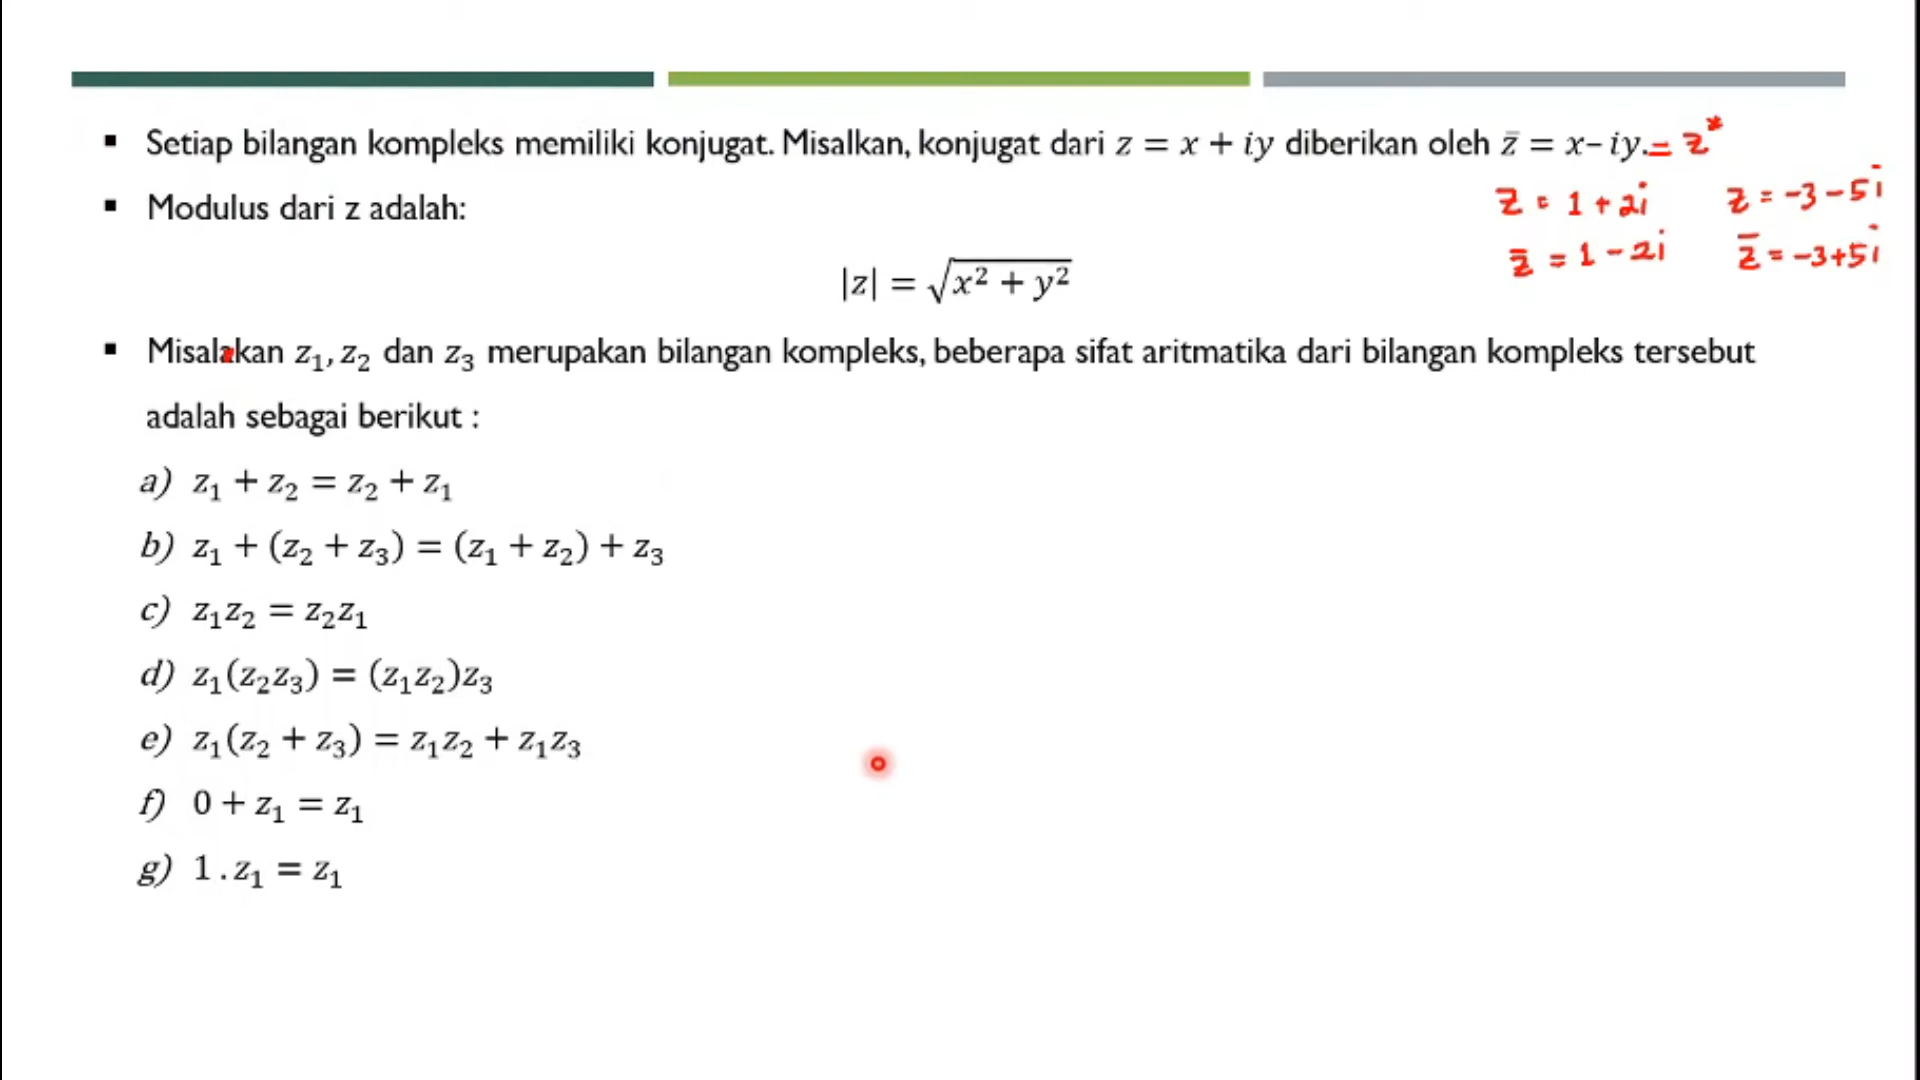 ▪ Setiap bilangan kompleks memiliki konjugat. Misalkan, konjugat dari z = x + iy diberikan oleh z̄ = x– iy. = z*
▪ Modulus dari z adalah:
z = 1 + 2i z = -3 - 5i
z̄ = 1 - 2i z̄ = -3+5i
|z| = √(x² + y²)
▪ Misalakan z₁, z₂ dan z₃ merupakan bilangan kompleks, beberapa sifat aritmatika dari bilangan kompleks tersebut
adalah sebagai berikut :
a) z₁ + z₂ = z₂ + z₁
b) z₁ + (z₂ + z₃) = (z₁ + z₂) + z₃
c) z₁z₂ = z₂z₁
d) z₁(z₂z₃) = (z₁z₂)z₃
e) z₁(z₂ + z₃) = z₁z₂ + z₁z₃
f) 0 + z₁ = z₁
g) 1 . z₁ = z₁